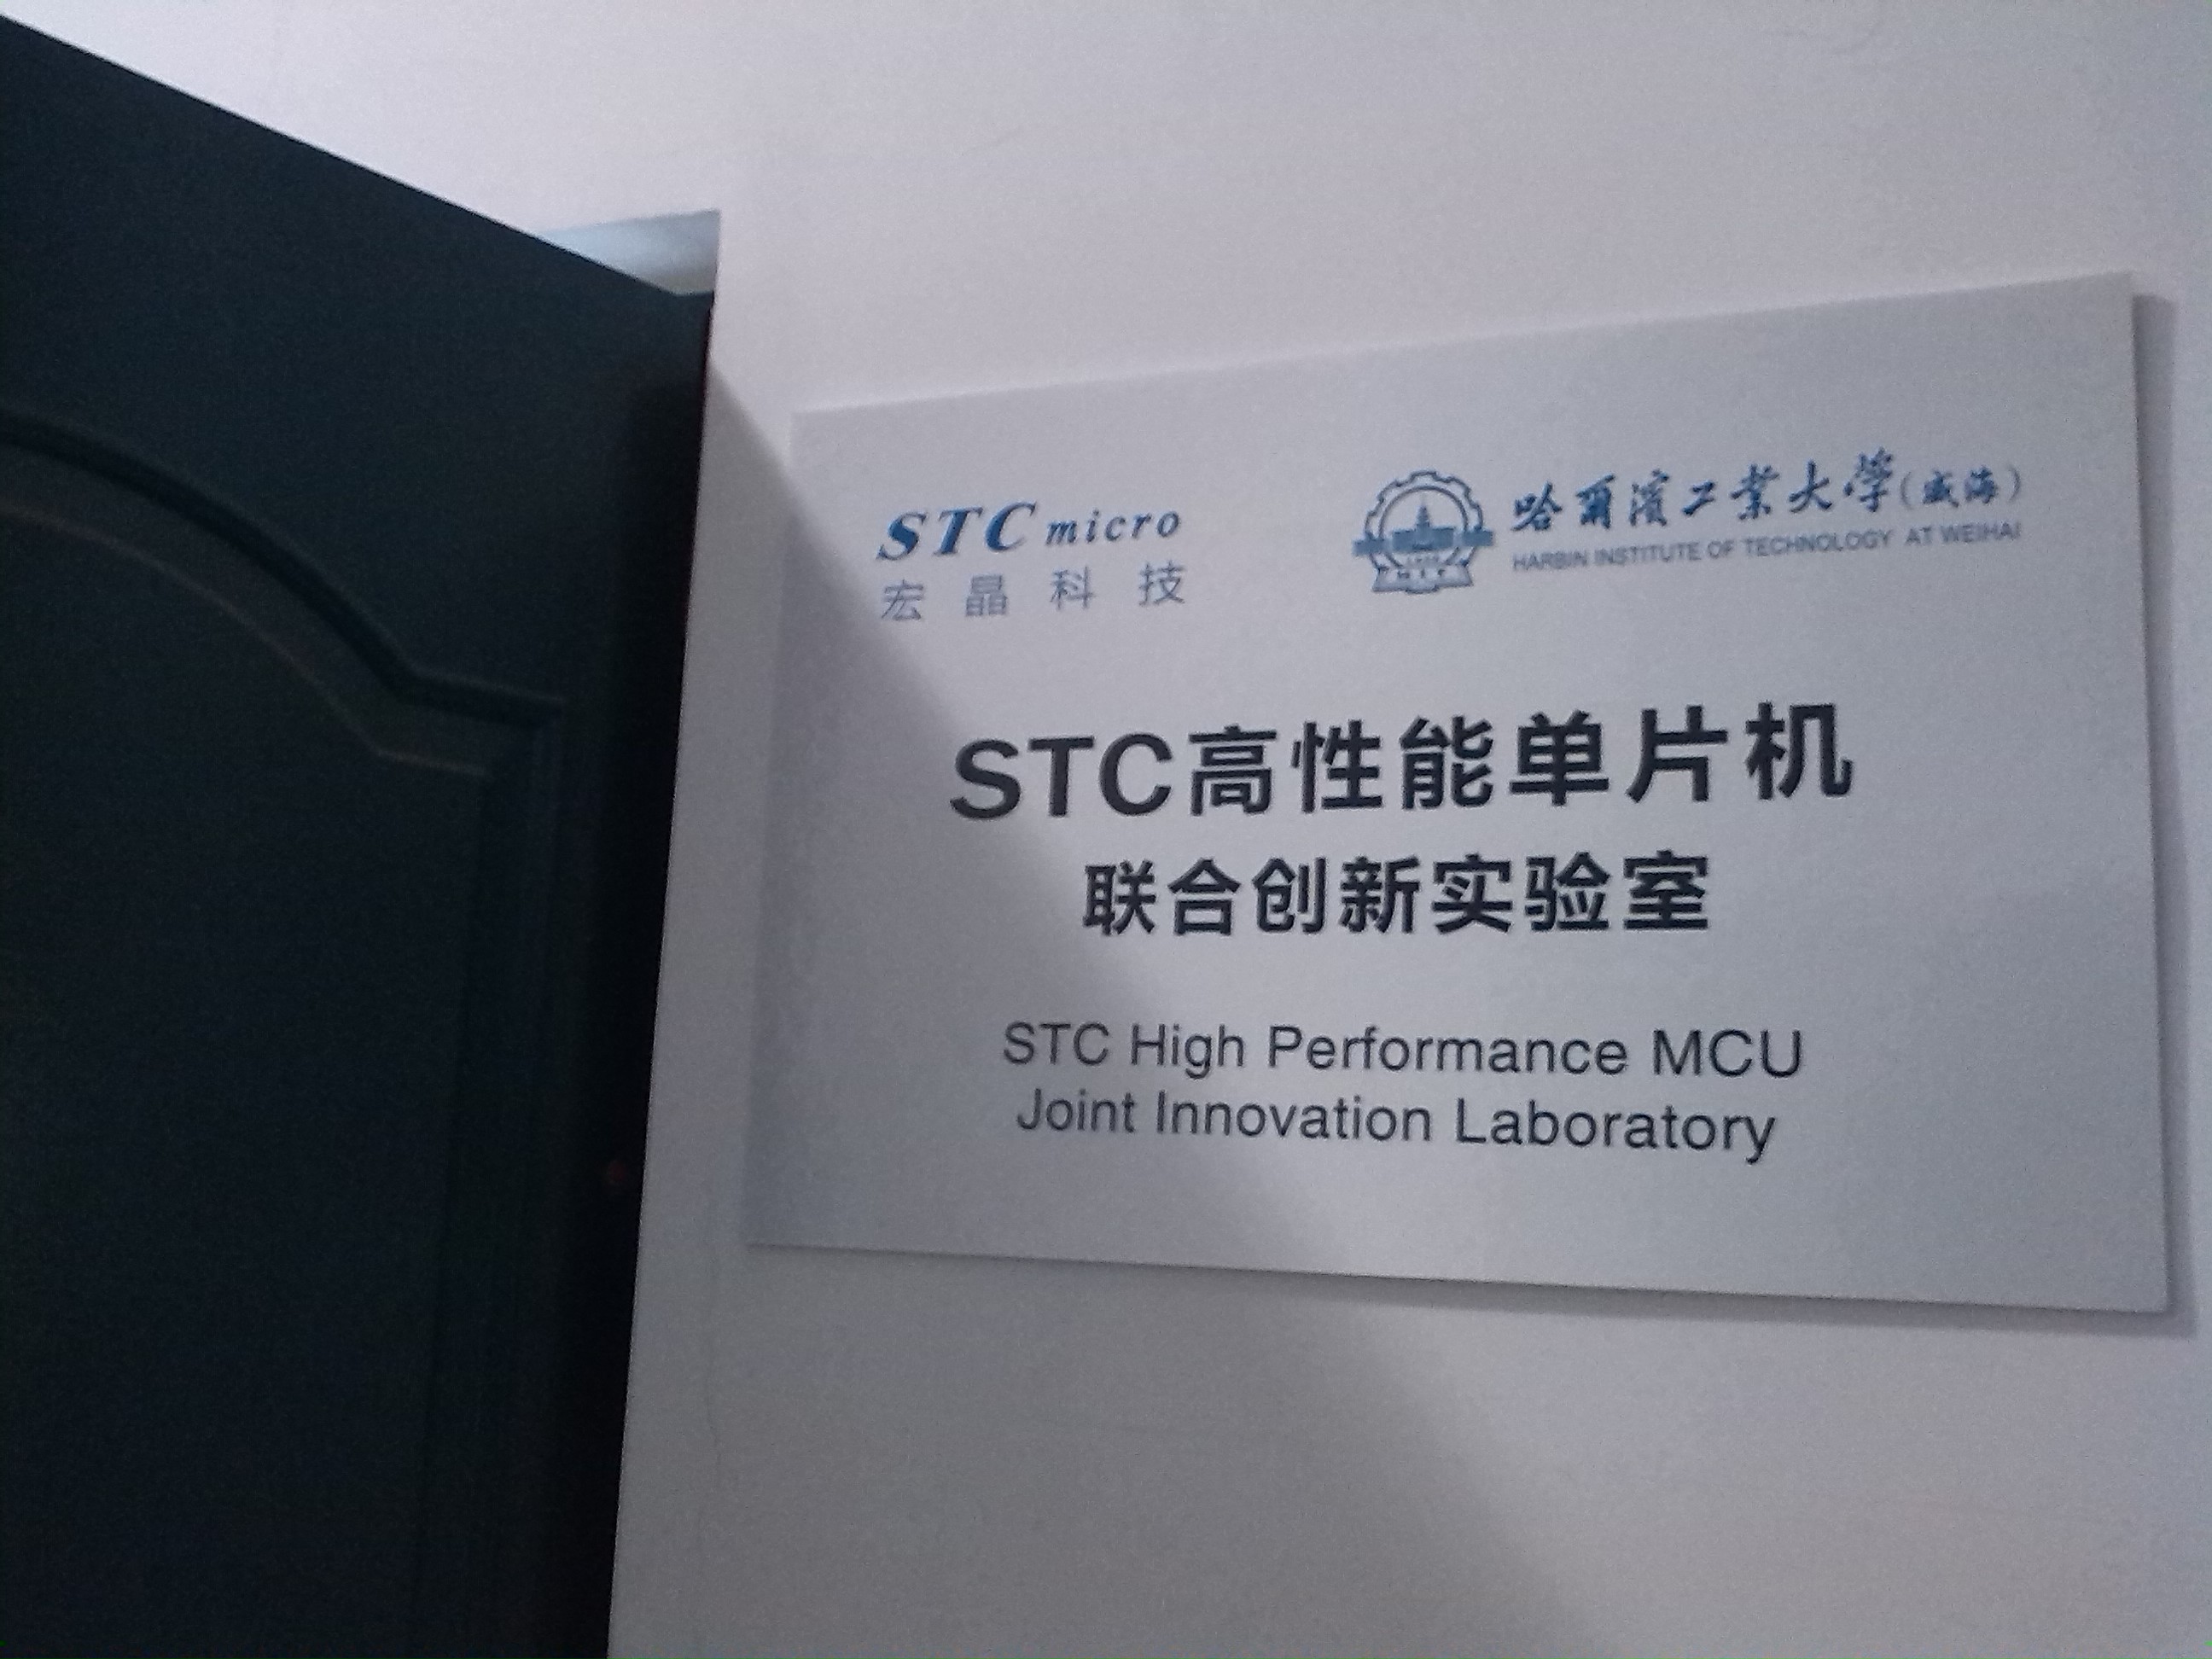 STC micro
宏晶科技
哈爾濱工業大學(威海)
HARBIN INSTITUTE OF TECHNOLOGY AT WEIHAI
STC高性能单片机
联合创新实验室
STC High Performance MCU
Joint Innovation Laboratory